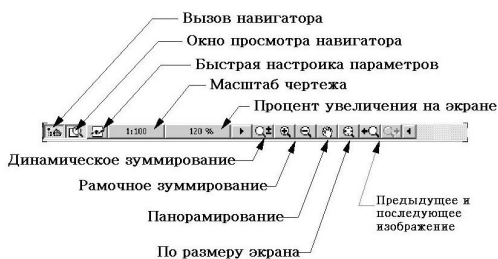 Вызов навигатора
Окно просмотра навигатора
Быстрая настроика параметров
Масштаб чертежа
Процент увеличения на экране
1:100
120 %
Динамическое зуммирование
Рамочное зуммирование
Панорамирование
По размеру экрана
Предыдущее и
последующее
изображение